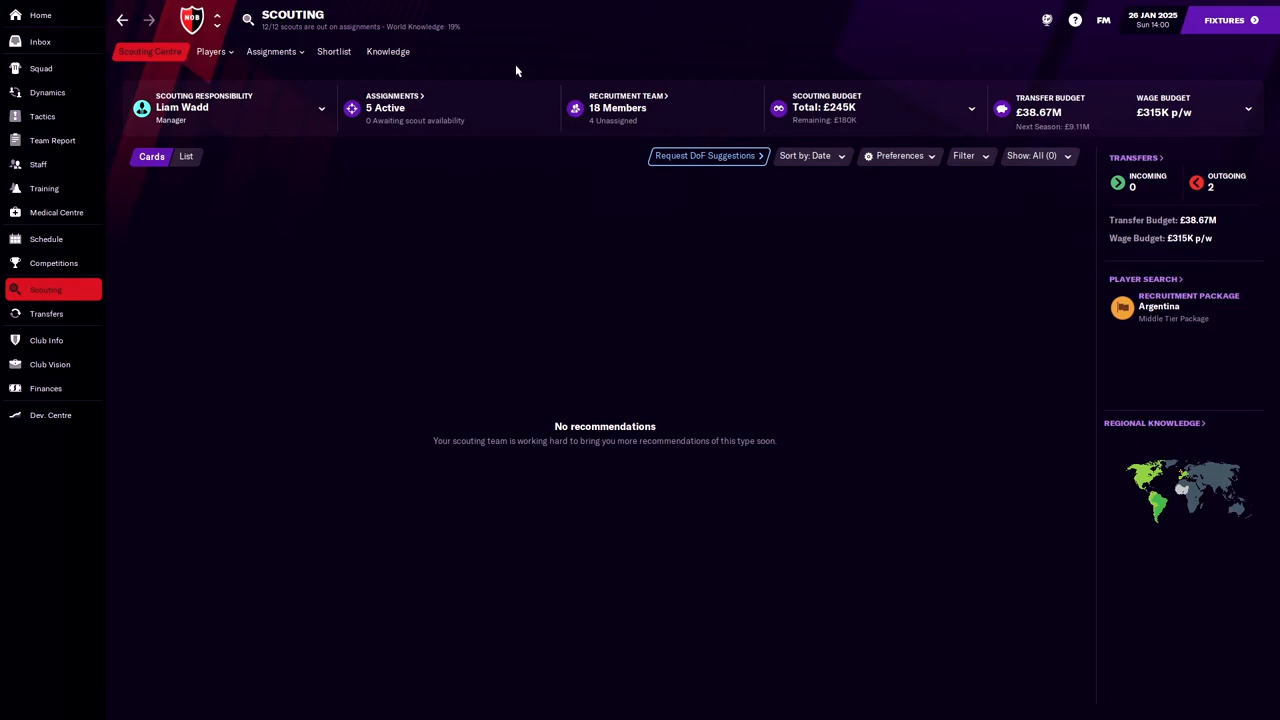 Home
Inbox
Squad
Dynamics
Tactics
Team Report
Staff
Training
Medical Centre
Schedule
Competitions
Scouting
Transfers
Club Info
Club Vision
Finances
Dev. Centre
NOB
SCOUTING
12/12 scouts are out on assignments - World Knowledge: 19%
FM
26 JAN 2025
Sun 14:00
FIXTURES
Scouting Centre
Players
Assignments
Shortlist
Knowledge
SCOUTING RESPONSIBILITY
Liam Wadd
Manager
ASSIGNMENTS
5 Active
0 Awaiting scout availability
RECRUITMENT TEAM
18 Members
4 Unassigned
SCOUTING BUDGET
Total: £245K
Remaining: £180K
TRANSFER BUDGET
£38.67M
Next Season: £9.11M
WAGE BUDGET
£315K p/w
Cards
List
Request DoF Suggestions
Sort by: Date
Preferences
Filter
Show: All (0)
No recommendations
Your scouting team is working hard to bring you more recommendations of this type soon.
TRANSFERS
INCOMING
0
OUTGOING
2
Transfer Budget: £38.67M
Wage Budget: £315K p/w
PLAYER SEARCH
RECRUITMENT PACKAGE
Argentina
Middle Tier Package
REGIONAL KNOWLEDGE